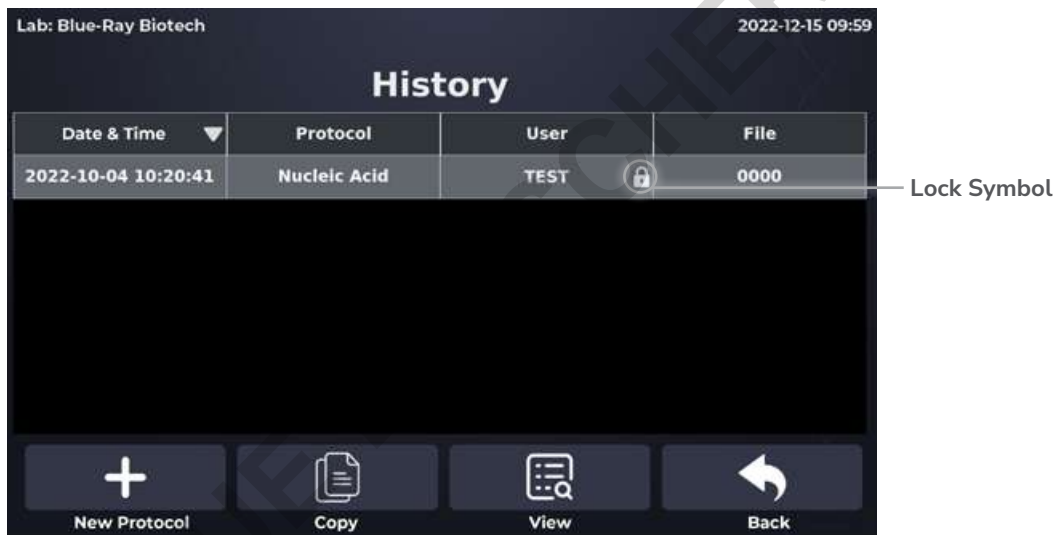 Lab: Blue-Ray Biotech 2022-12-15 09:59
History
Date & Time Protocol User File
2022-10-04 10:20:41 Nucleic Acid TEST 0000
Lock Symbol
New Protocol Copy View Back